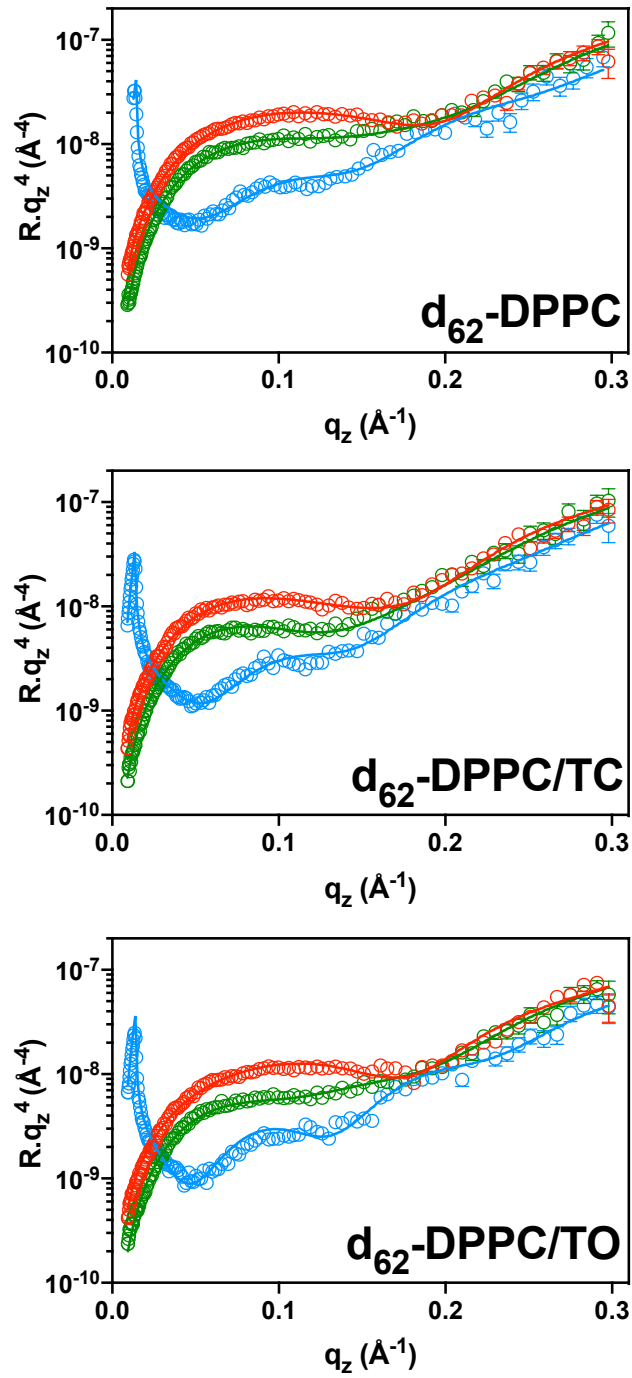 10⁻⁷
10⁻⁸
10⁻⁹
10⁻¹⁰
R.q_z⁴ (Å⁻⁴)
d₆₂-DPPC
0.0 0.1 0.2 0.3
q_z (Å⁻¹)
10⁻⁷
10⁻⁸
10⁻⁹
10⁻¹⁰
R.q_z⁴ (Å⁻⁴)
d₆₂-DPPC/TC
0.0 0.1 0.2 0.3
q_z (Å⁻¹)
10⁻⁷
10⁻⁸
10⁻⁹
10⁻¹⁰
R.q_z⁴ (Å⁻⁴)
d₆₂-DPPC/TO
0.0 0.1 0.2 0.3
q_z (Å⁻¹)